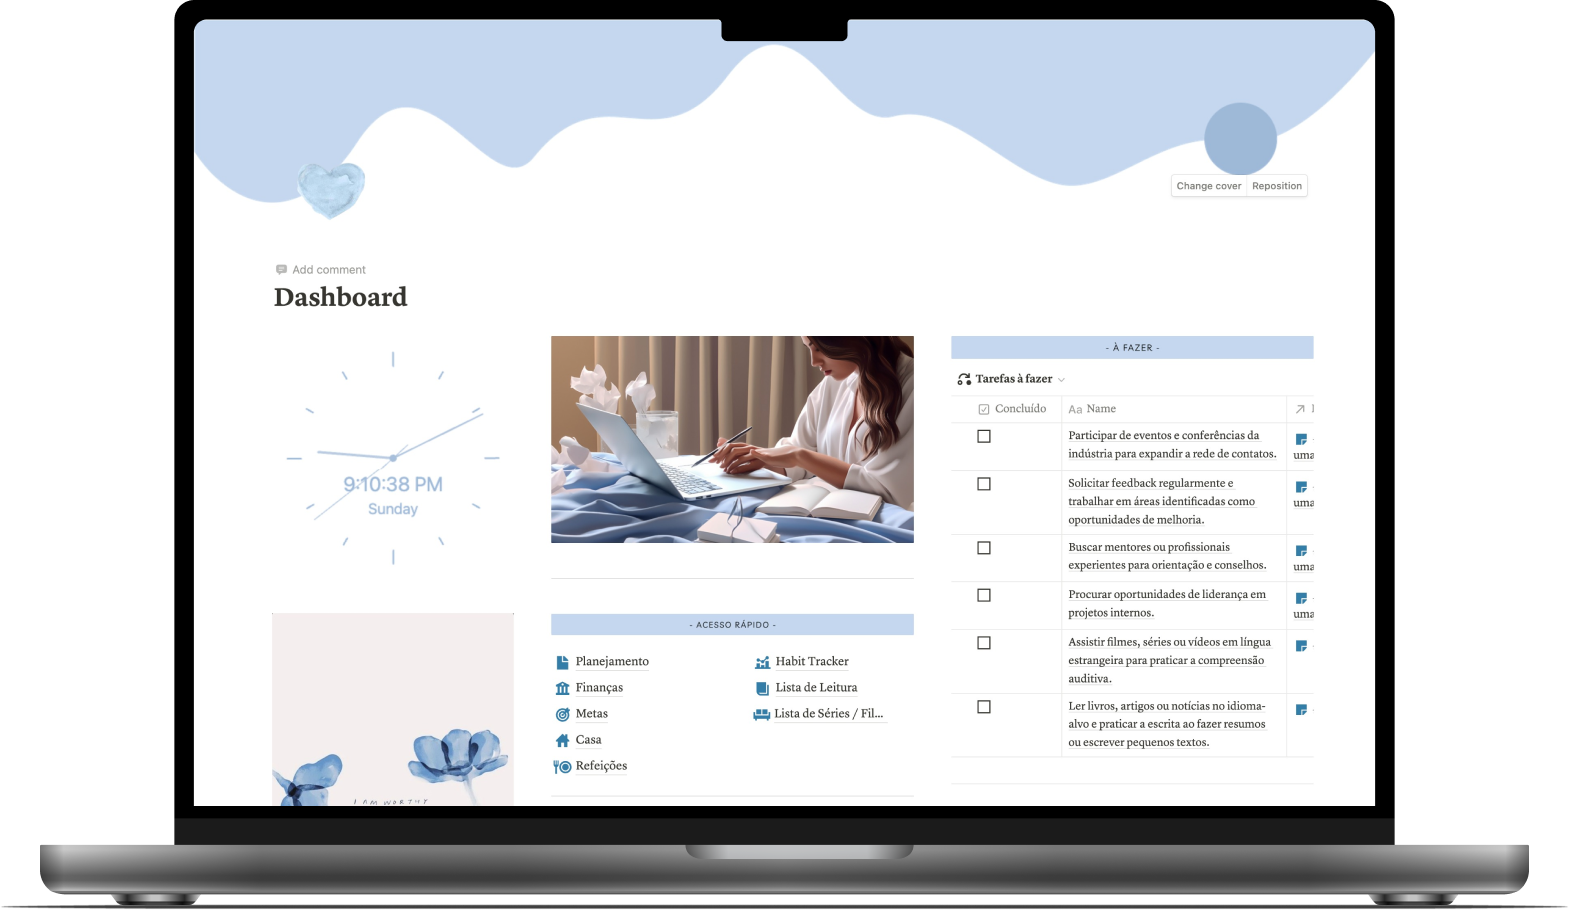 Change cover Reposition
Add comment
Dashboard
9:10:38 PM
Sunday
I AM WORTHY
- ACESSO RÁPIDO -
Planejamento
Finanças
Metas
Casa
Refeições
Habit Tracker
Lista de Leitura
Lista de Séries / Fil...
- À FAZER -
Tarefas à fazer
Concluído Aa Name
Participar de eventos e conferências da
indústria para expandir a rede de contatos.
uma
Solicitar feedback regularmente e
trabalhar em áreas identificadas como
oportunidades de melhoria.
uma
Buscar mentores ou profissionais
experientes para orientação e conselhos.
uma
Procurar oportunidades de liderança em
projetos internos.
uma
Assistir filmes, séries ou vídeos em língua
estrangeira para praticar a compreensão
auditiva.
Ler livros, artigos ou notícias no idioma-
alvo e praticar a escrita ao fazer resumos
ou escrever pequenos textos.